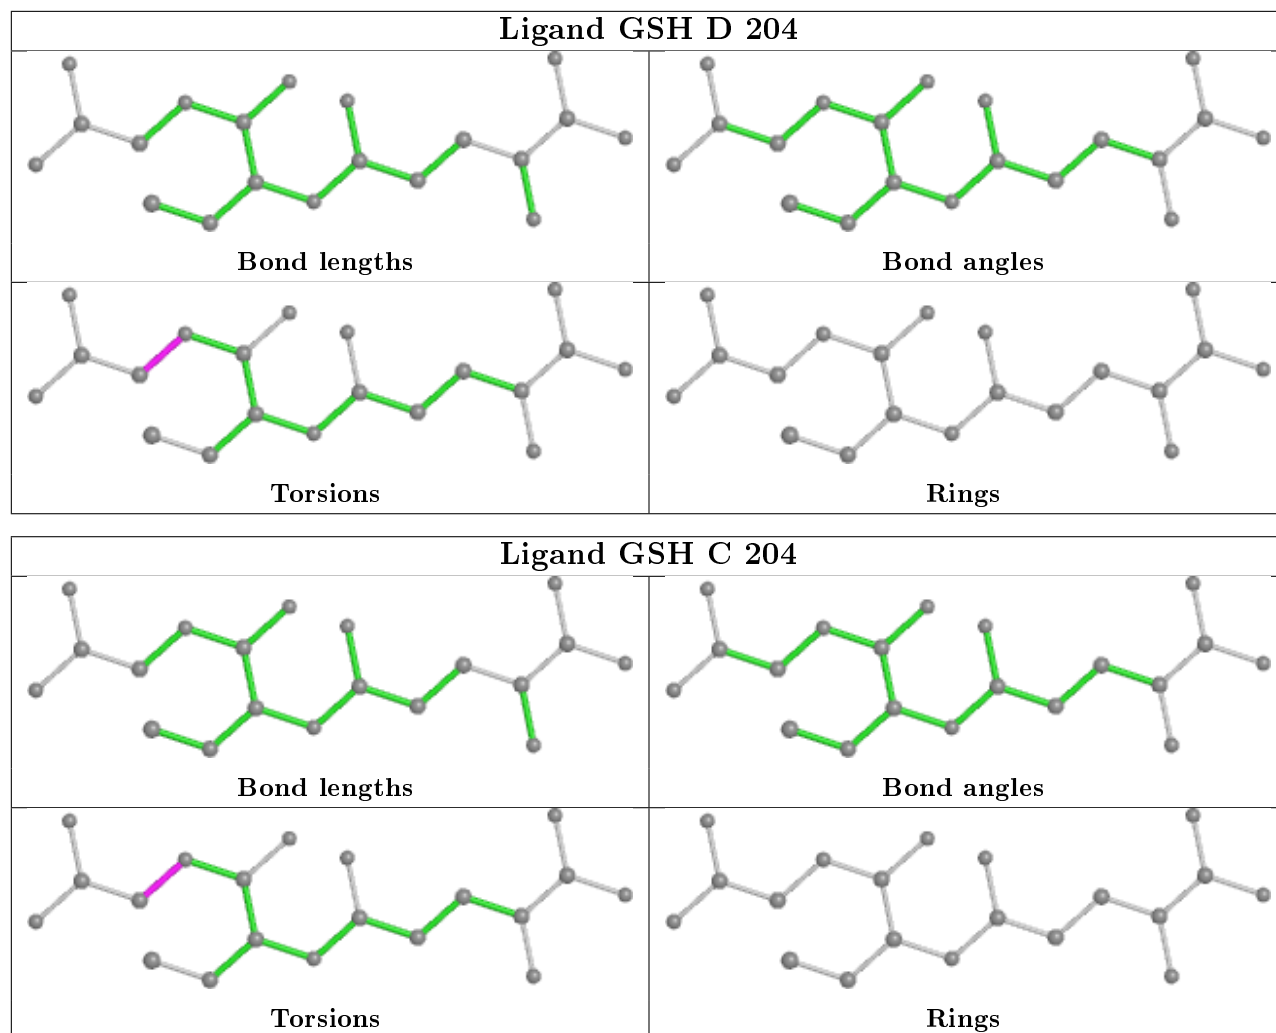 Ligand GSH D 204
Bond lengths
Bond angles
Torsions
Rings
Ligand GSH C 204
Bond lengths
Bond angles
Torsions
Rings